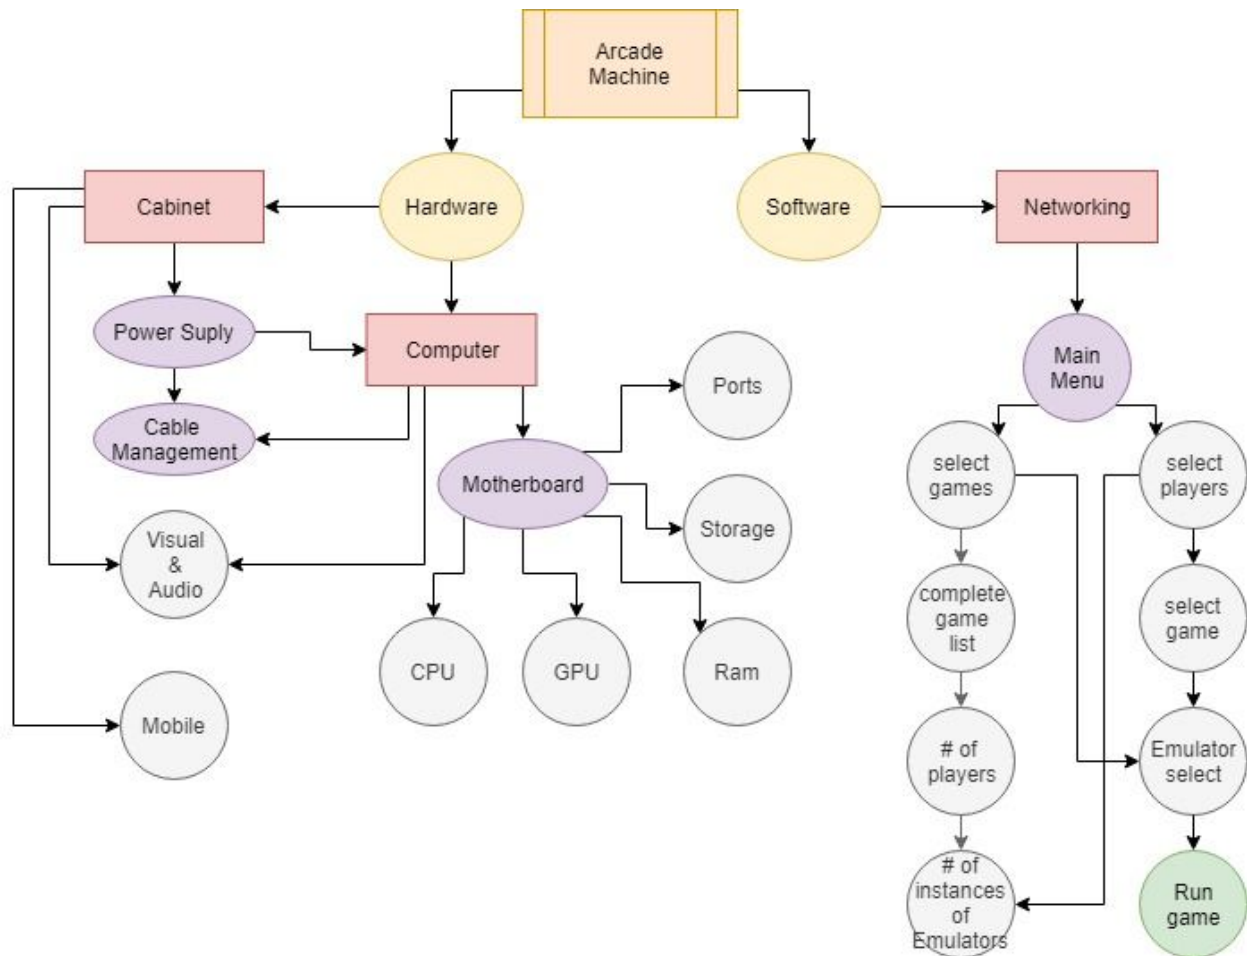 Arcade
Machine
Cabinet
Hardware
Software
Networking
Power Suply
Computer
Ports
Main
Menu
Cable
Management
Motherboard
select
games
select
players
Storage
Visual
&
Audio
complete
game
list
select
game
CPU
GPU
Ram
Mobile
# of
players
Emulator
select
# of
instances
of
Emulators
Run
game